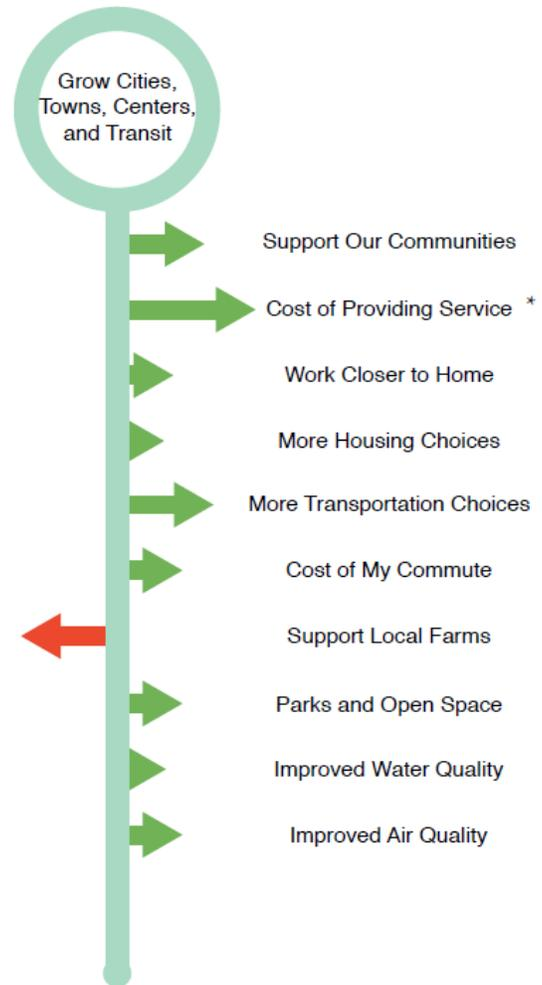 Grow Cities,
Towns, Centers,
and Transit
Support Our Communities
Cost of Providing Service *
Work Closer to Home
More Housing Choices
More Transportation Choices
Cost of My Commute
Support Local Farms
Parks and Open Space
Improved Water Quality
Improved Air Quality